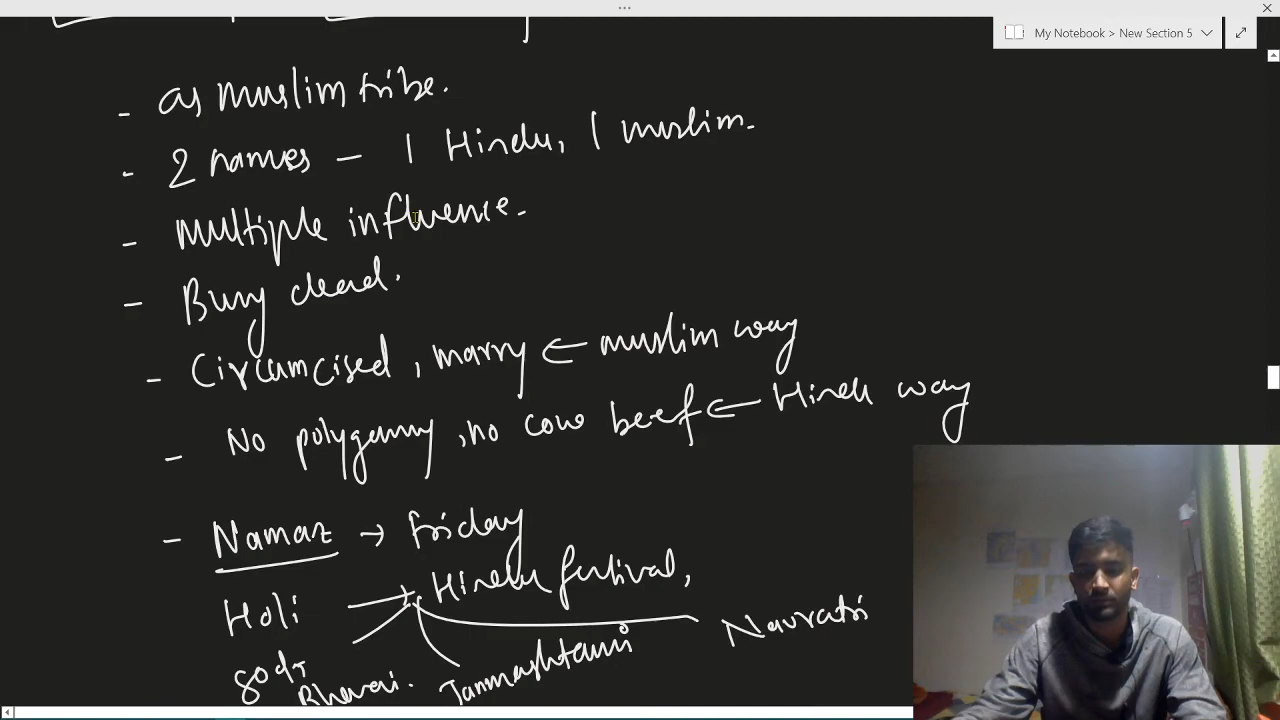 My Notebook > New Section 5
- as muslim tribe.
- 2 names - 1 Hindu, 1 muslim.
- multiple influence.
- Bury dead.
- Circumcised, marry ← muslim way
- No polygamy, no cow beef ← Hindu way
- Namaz → Friday
Holi → Hindu festival,
Navratri
Janmashtami
Bhavai.